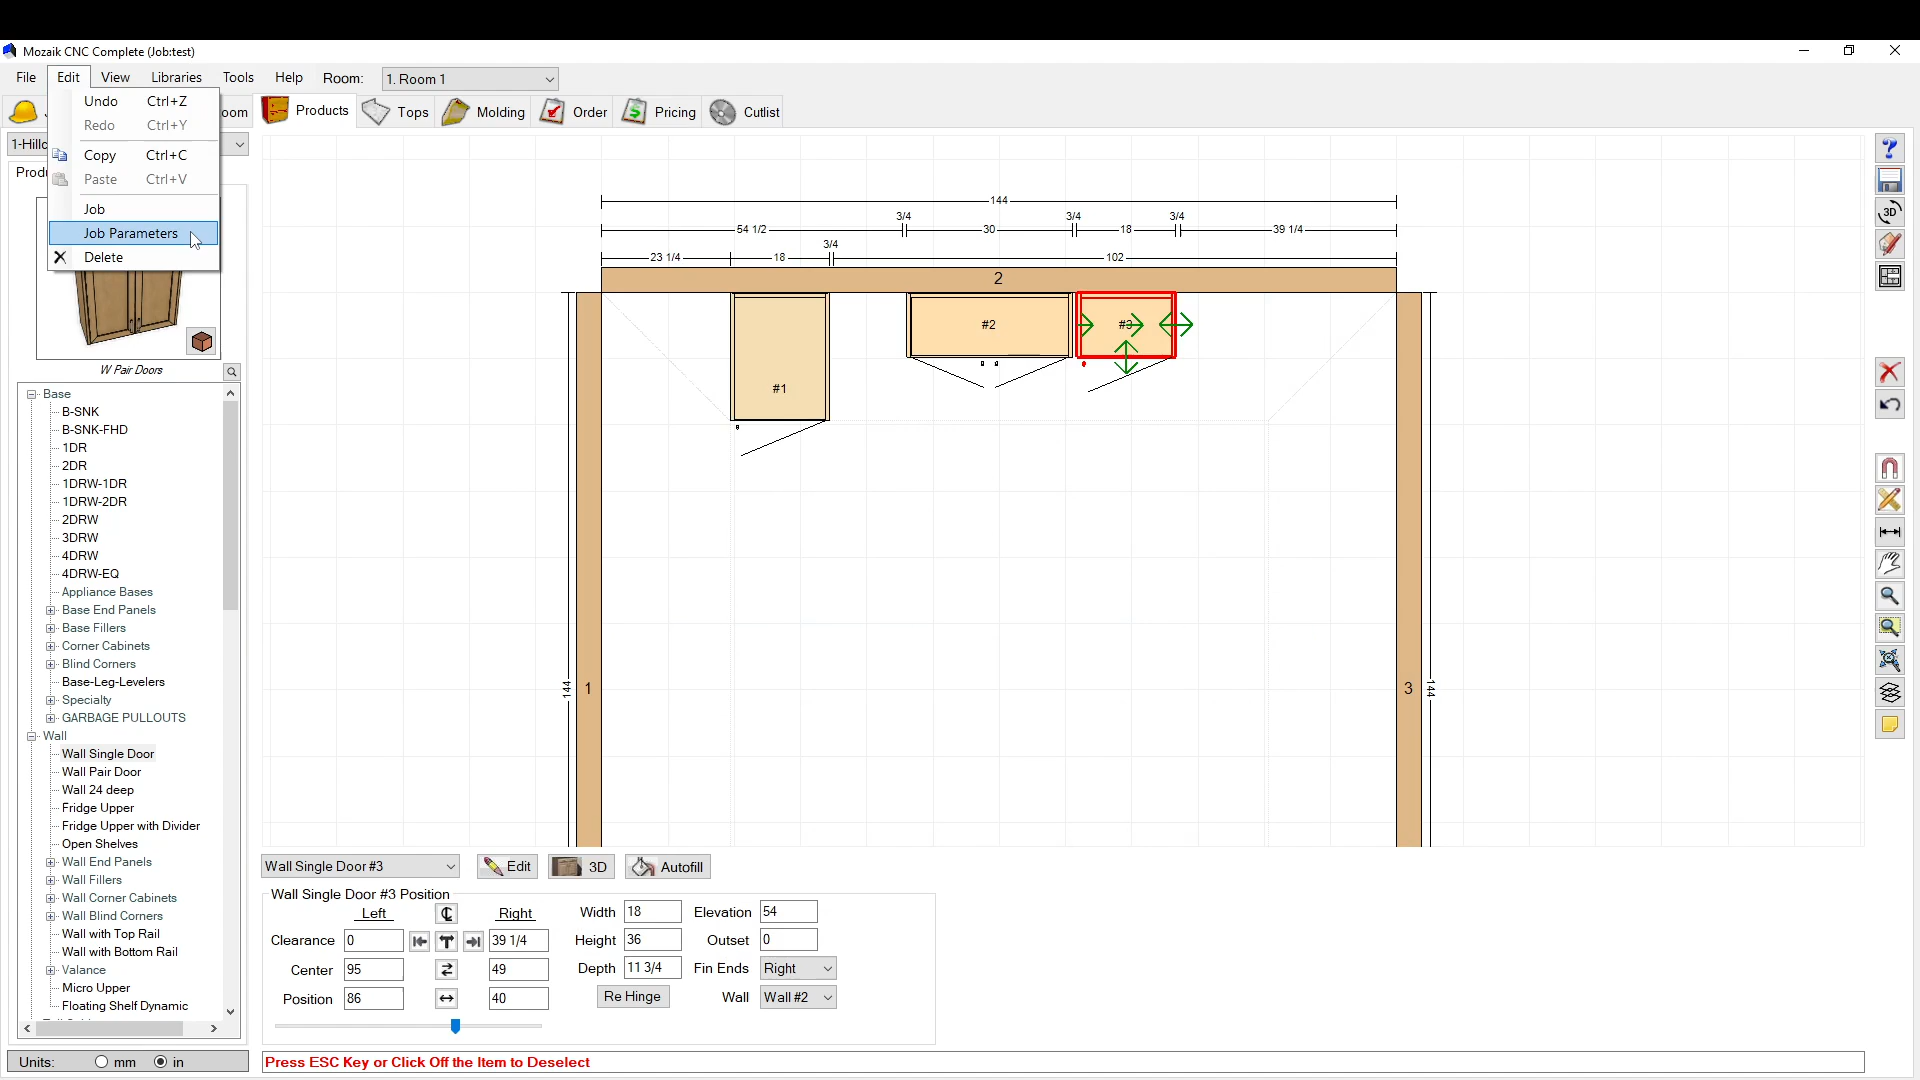 Mozaik CNC Complete (Job:test)
File Edit View Libraries Tools Help Room: 1. Room 1
Undo Ctrl+Z
Redo Ctrl+Y
Copy Ctrl+C
Paste Ctrl+V
Job
Job Parameters
Delete
oom Products Tops Molding Order Pricing Cutlist
1-Hillc
Produ
W Pair Doors
Base
B-SNK
B-SNK-FHD
1DR
2DR
1DRW-1DR
1DRW-2DR
2DRW
3DRW
4DRW
4DRW-EQ
Appliance Bases
Base End Panels
Base Fillers
Corner Cabinets
Blind Corners
Base-Leg-Levelers
Specialty
GARBAGE PULLOUTS
Wall
Wall Single Door
Wall Pair Door
Wall 24 deep
Fridge Upper
Fridge Upper with Divider
Open Shelves
Wall End Panels
Wall Fillers
Wall Corner Cabinets
Wall Blind Corners
Wall with Top Rail
Wall with Bottom Rail
Valance
Micro Upper
Floating Shelf Dynamic
Units: mm in
144
3/4 3/4 3/4
54 1/2 30 18 39 1/4
3/4
23 1/4 18 102
2
#2 #3
#1
144 1 3 144
3D
Wall Single Door #3 Edit 3D Autofill
Wall Single Door #3 Position
Left Right Width 18 Elevation 54
Clearance 0 39 1/4 Height 36 Outset 0
Center 95 49 Depth 11 3/4 Fin Ends Right
Position 86 40 Re Hinge Wall Wall #2
Press ESC Key or Click Off the Item to Deselect